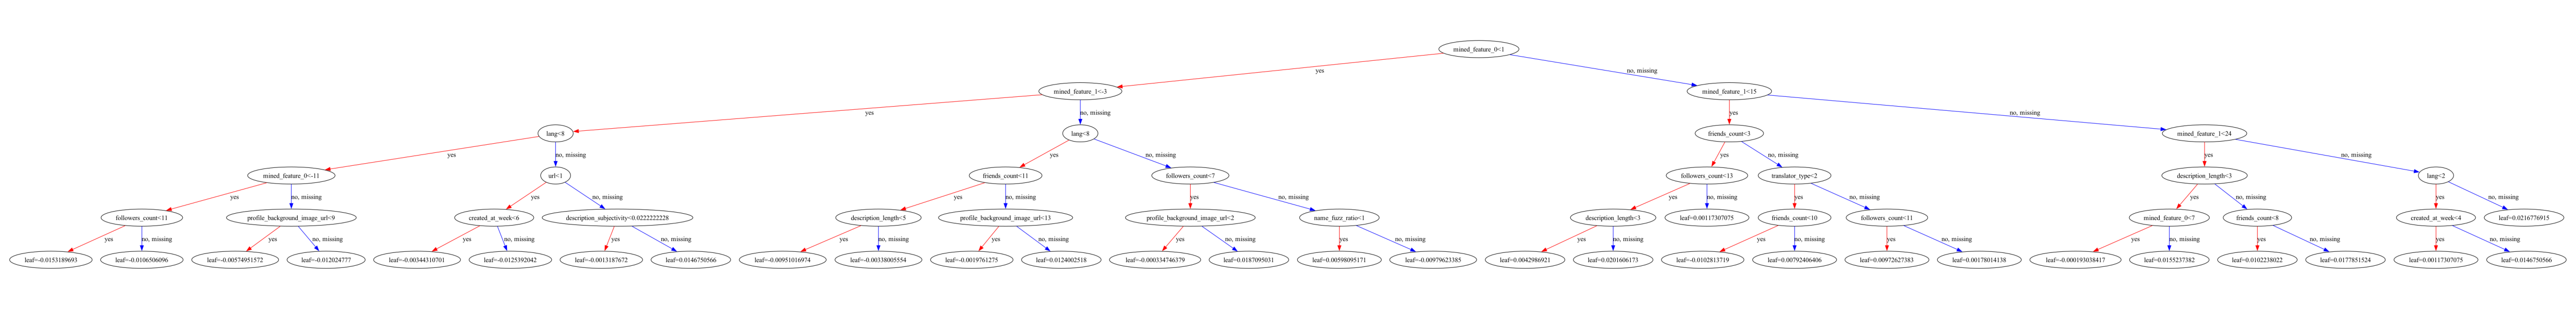 mined_feature_0<1
yes
no, missing
mined_feature_1<-3
mined_feature_1<15
yes
no, missing
yes
no, missing
lang<8
lang<8
friends_count<3
mined_feature_1<24
yes
no, missing
yes
no, missing
yes
no, missing
yes
no, missing
mined_feature_0<-11
url<1
friends_count<11
followers_count<7
followers_count<13
translator_type<2
description_length<3
lang<2
yes
no, missing
yes
no, missing
yes
no, missing
yes
no, missing
yes
no, missing
yes
no, missing
yes
no, missing
yes
no, missing
followers_count<11
profile_background_image_url<9
created_at_week<6
description_subjectivity<0.0222222228
description_length<5
profile_background_image_url<13
profile_background_image_url<2
name_fuzz_ratio<1
description_length<3
leaf=0.00117307075
friends_count<10
followers_count<11
mined_feature_0<7
friends_count<8
created_at_week<4
leaf=0.0216776915
yes
no, missing
yes
no, missing
yes
no, missing
yes
no, missing
yes
no, missing
yes
no, missing
yes
no, missing
yes
no, missing
yes
no, missing
yes
no, missing
yes
no, missing
yes
no, missing
yes
no, missing
yes
no, missing
leaf=-0.0153189693
leaf=-0.0106506096
leaf=-0.00574951572
leaf=-0.012024777
leaf=-0.00344310701
leaf=-0.0125392042
leaf=-0.0013187672
leaf=0.0146750566
leaf=-0.00951016974
leaf=-0.00338005554
leaf=-0.0019761275
leaf=0.0124002518
leaf=-0.000334746379
leaf=0.0187095031
leaf=0.00598095171
leaf=-0.00979623385
leaf=0.0042986921
leaf=0.0201606173
leaf=-0.0102813719
leaf=0.00792406406
leaf=0.00972627383
leaf=0.00178014138
leaf=-0.000193038417
leaf=0.0155237382
leaf=0.0102238022
leaf=0.0177851524
leaf=0.00117307075
leaf=0.0146750566